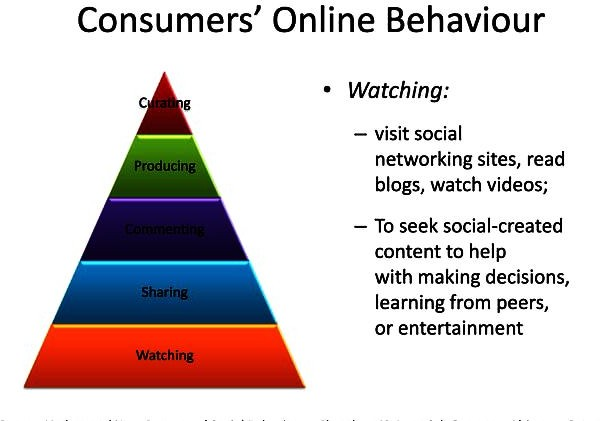 Consumers’ Online Behaviour
Curating
Producing
Commenting
Sharing
Watching
• Watching:
– visit social
networking sites, read
blogs, watch videos;
– To seek social-created
content to help
with making decisions,
learning from peers,
or entertainment